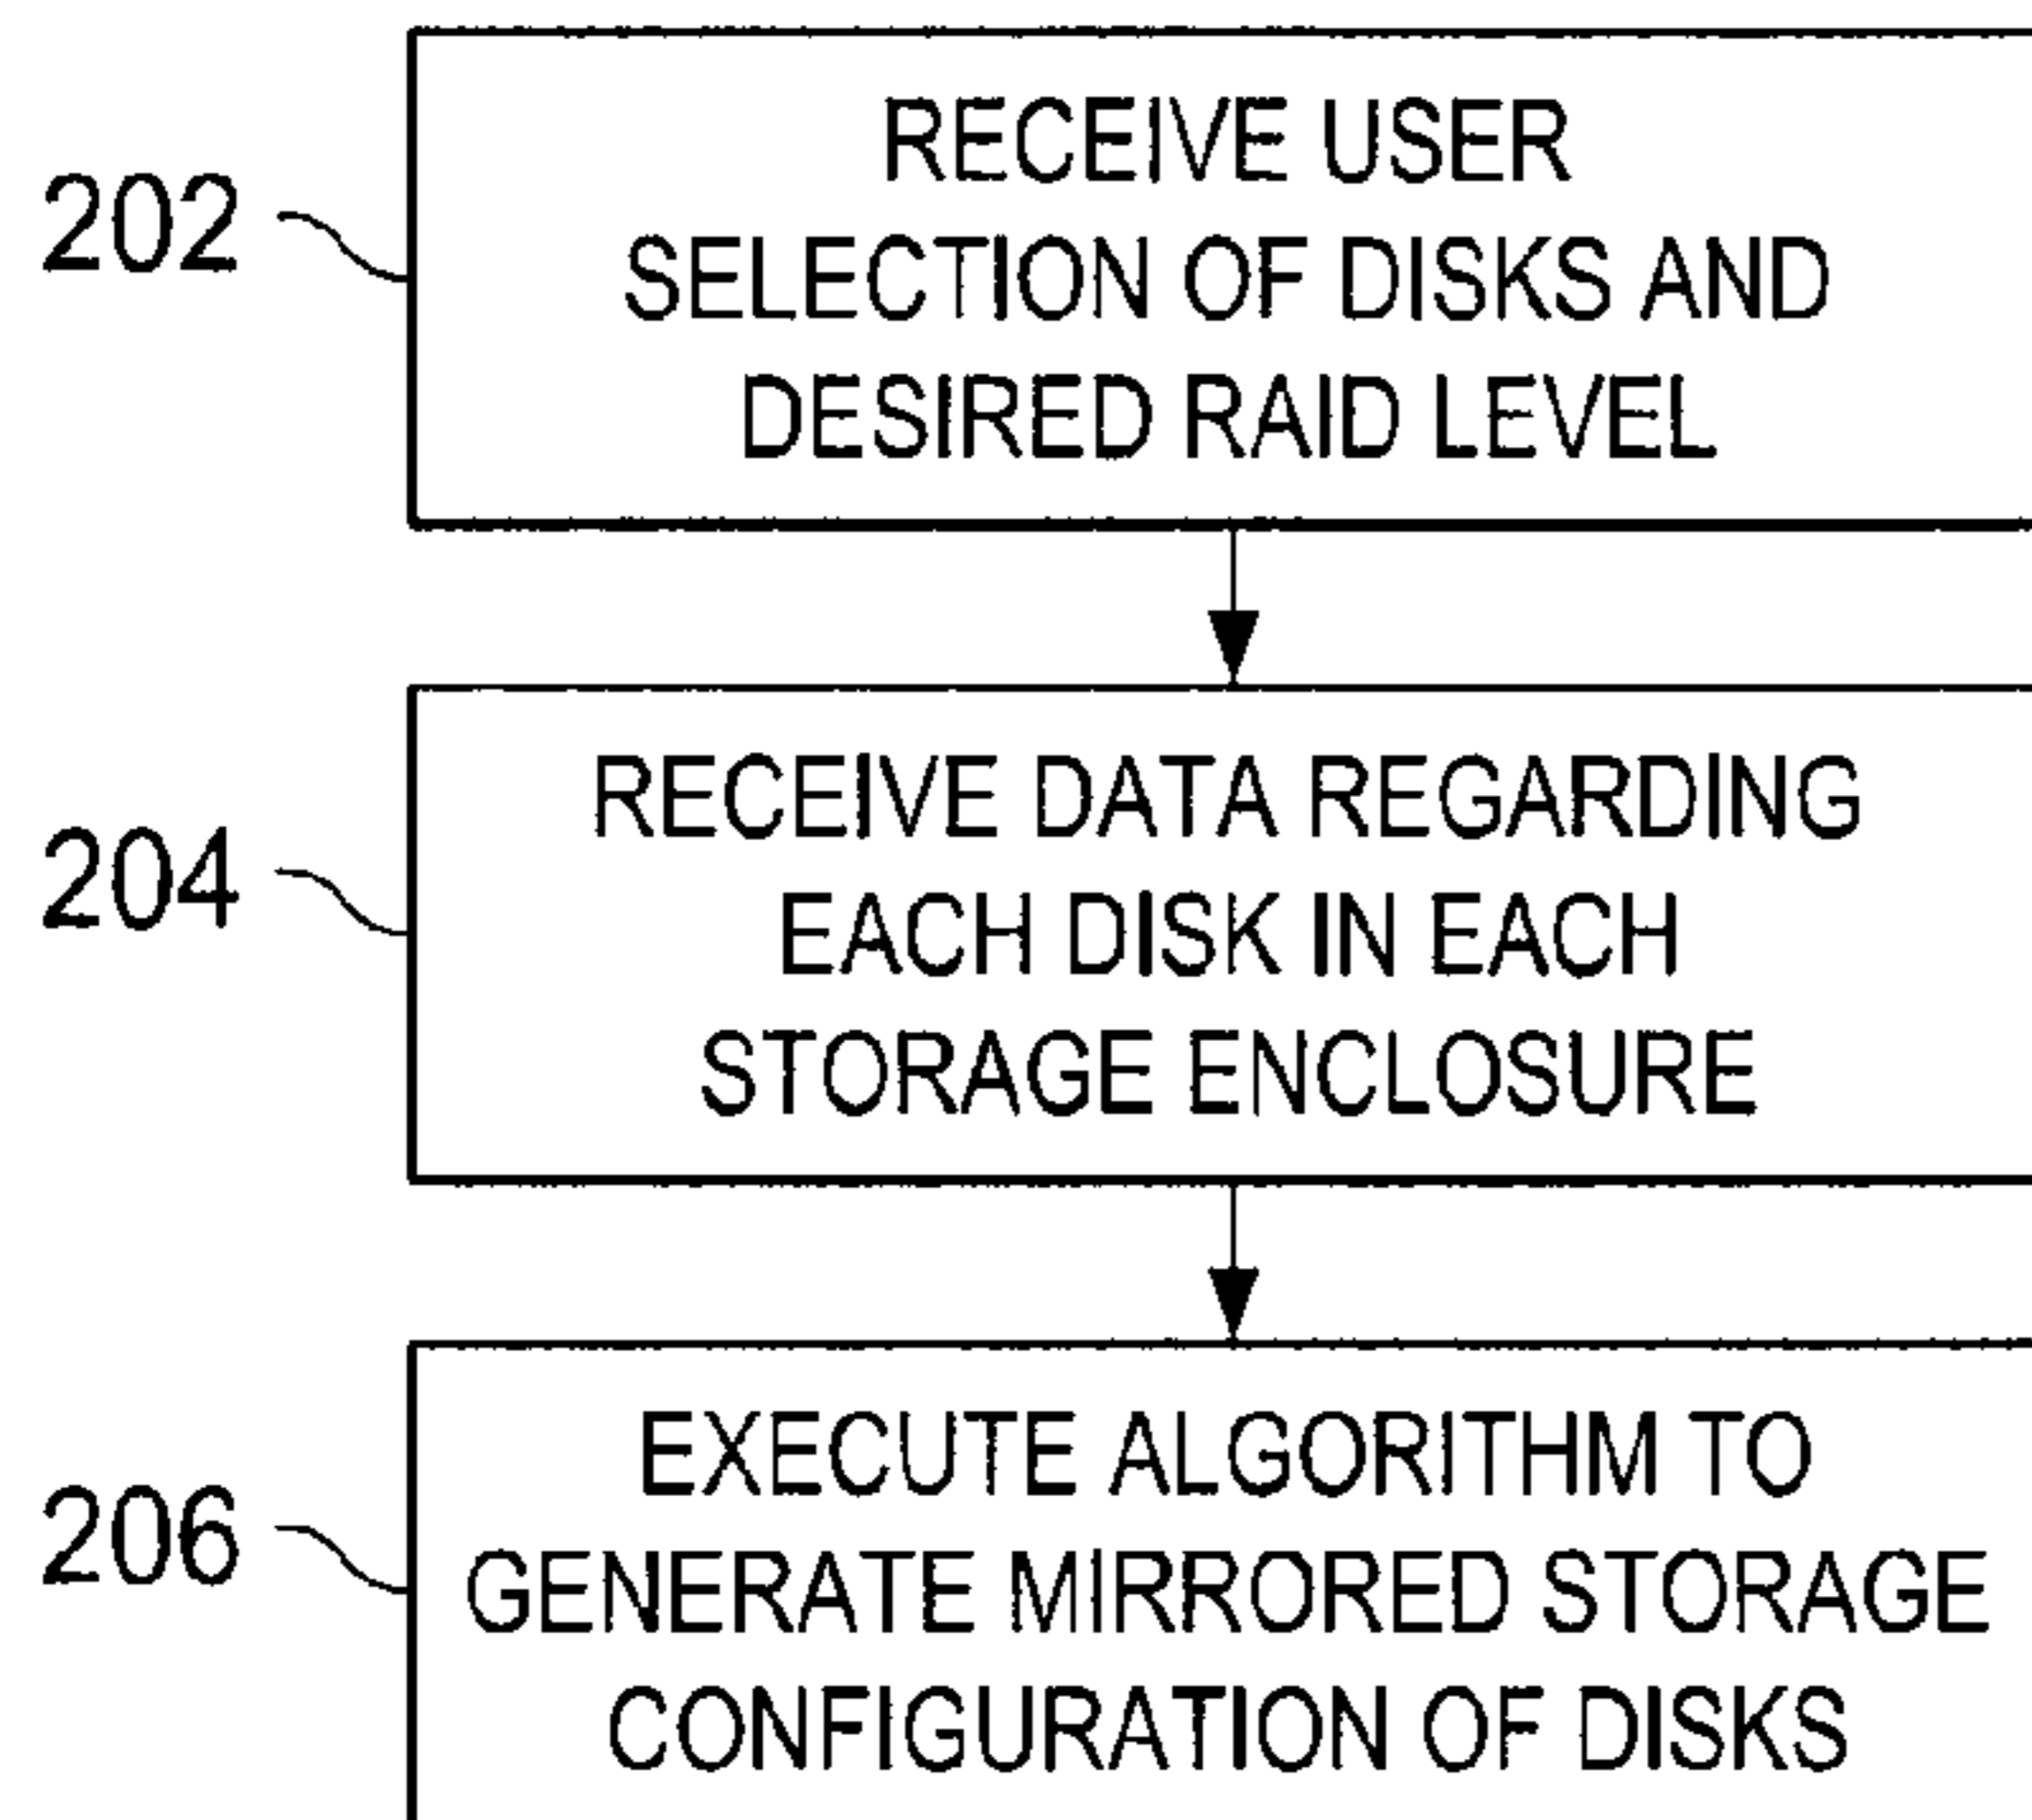 202
RECEIVE USER
SELECTION OF DISKS AND
DESIRED RAID LEVEL
204
RECEIVE DATA REGARDING
EACH DISK IN EACH
STORAGE ENCLOSURE
206
EXECUTE ALGORITHM TO
GENERATE MIRRORED STORAGE
CONFIGURATION OF DISKS